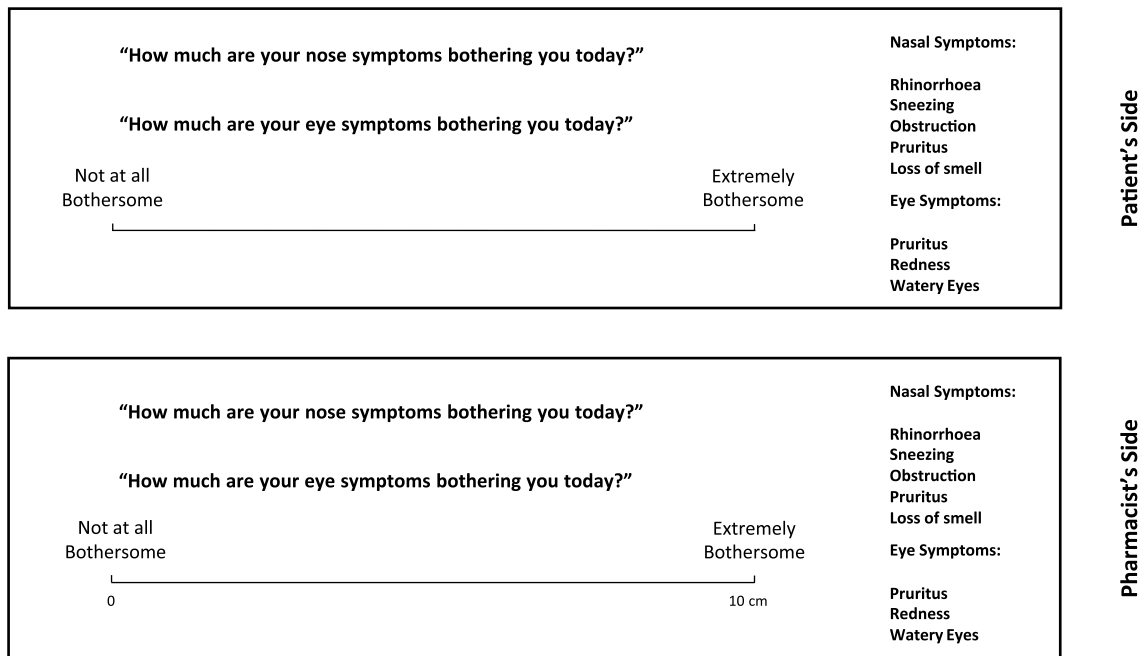 “How much are your nose symptoms bothering you today?”
“How much are your eye symptoms bothering you today?”
Not at all
Bothersome
Extremely
Bothersome
Nasal Symptoms:
Rhinorrhoea
Sneezing
Obstruction
Pruritus
Loss of smell
Eye Symptoms:
Pruritus
Redness
Watery Eyes
Patient’s Side
“How much are your nose symptoms bothering you today?”
“How much are your eye symptoms bothering you today?”
Not at all
Bothersome
Extremely
Bothersome
0
10 cm
Nasal Symptoms:
Rhinorrhoea
Sneezing
Obstruction
Pruritus
Loss of smell
Eye Symptoms:
Pruritus
Redness
Watery Eyes
Pharmacist’s Side